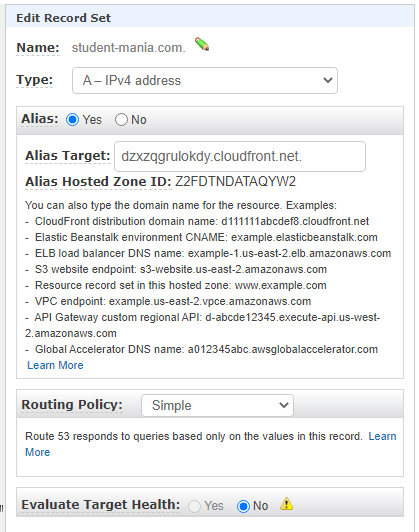 Edit Record Set
Name: student-mania.com.
Type: A – IPv4 address
Alias: Yes No
Alias Target: dzxzqgrulokdy.cloudfront.net.
Alias Hosted Zone ID: Z2FDTNDATAQYW2
You can also type the domain name for the resource. Examples:
- CloudFront distribution domain name: d111111abcdef8.cloudfront.net
- Elastic Beanstalk environment CNAME: example.elasticbeanstalk.com
- ELB load balancer DNS name: example-1.us-east-2.elb.amazonaws.com
- S3 website endpoint: s3-website.us-east-2.amazonaws.com
- Resource record set in this hosted zone: www.example.com
- VPC endpoint: example.us-east-2.vpce.amazonaws.com
- API Gateway custom regional API: d-abcde12345.execute-api.us-west-
2.amazonaws.com
- Global Accelerator DNS name: a012345abc.awsglobalaccelerator.com
Learn More
Routing Policy: Simple
Route 53 responds to queries based only on the values in this record. Learn
More
Evaluate Target Health: Yes No